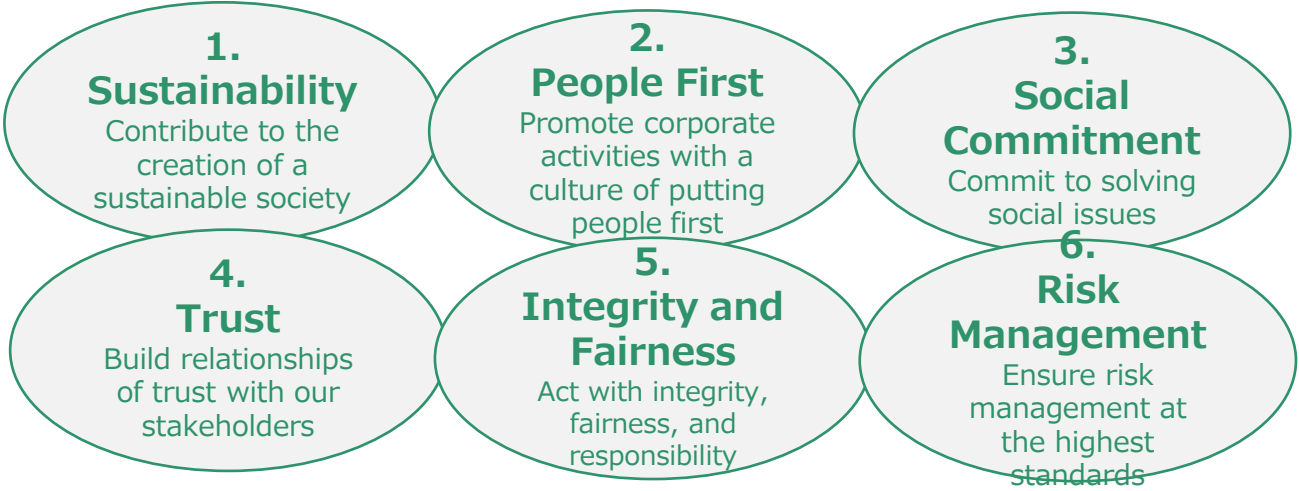 1.
Sustainability
Contribute to the
creation of a
sustainable society
2.
People First
Promote corporate
activities with a
culture of putting
people first
3.
Social
Commitment
Commit to solving
social issues
4.
Trust
Build relationships
of trust with our
stakeholders
5.
Integrity and
Fairness
Act with integrity,
fairness, and
responsibility
6.
Risk
Management
Ensure risk
management at
the highest
standards